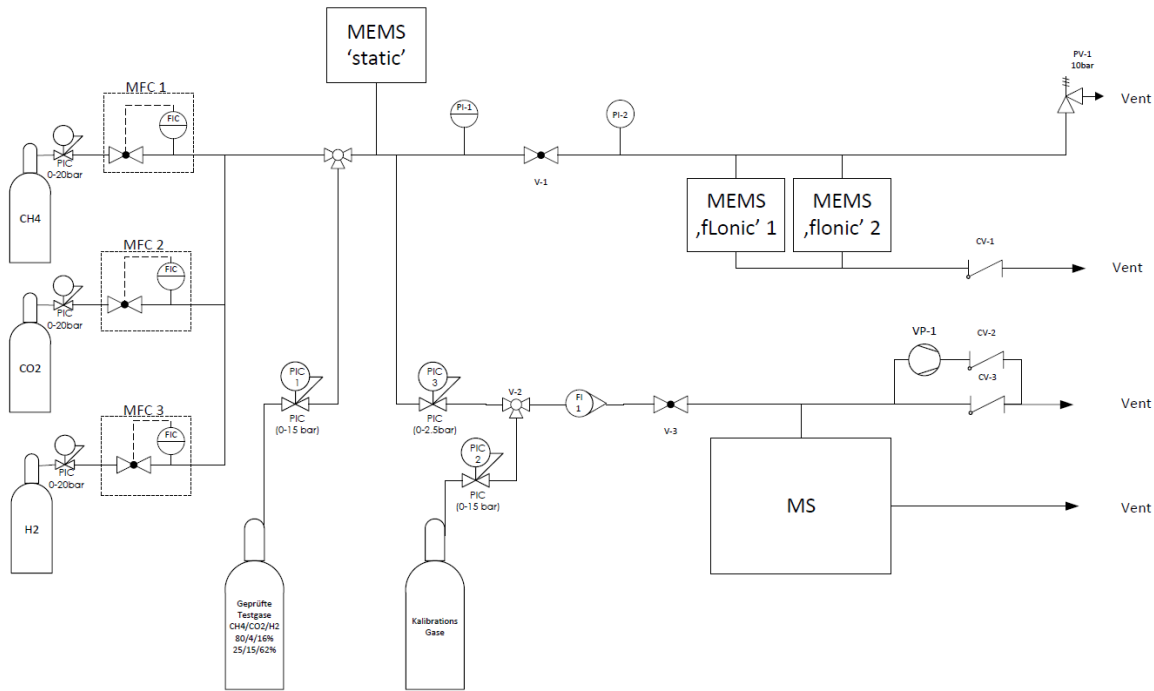 MEMS
‘static’
PV-1
10bar
Vent
MFC 1
FIC
PI-1
PI-2
PIC
0-20bar
CH4
V-1
MEMS
‚fLonic’ 1
MEMS
‚flonic’ 2
MFC 2
FIC
CV-1
Vent
PIC
0-20bar
CO2
VP-1
CV-2
CV-3
PIC
1
PIC
3
V-2
FI
1
MFC 3
FIC
PIC
(0-15 bar)
PIC
(0-2.5bar)
V-3
Vent
PIC
2
PIC
0-20bar
PIC
(0-15 bar)
H2
MS
Vent
Geprüfte
Testgase
CH4/CO2/H2
80/4/16%
25/15/62%
Kalibrations
Gase